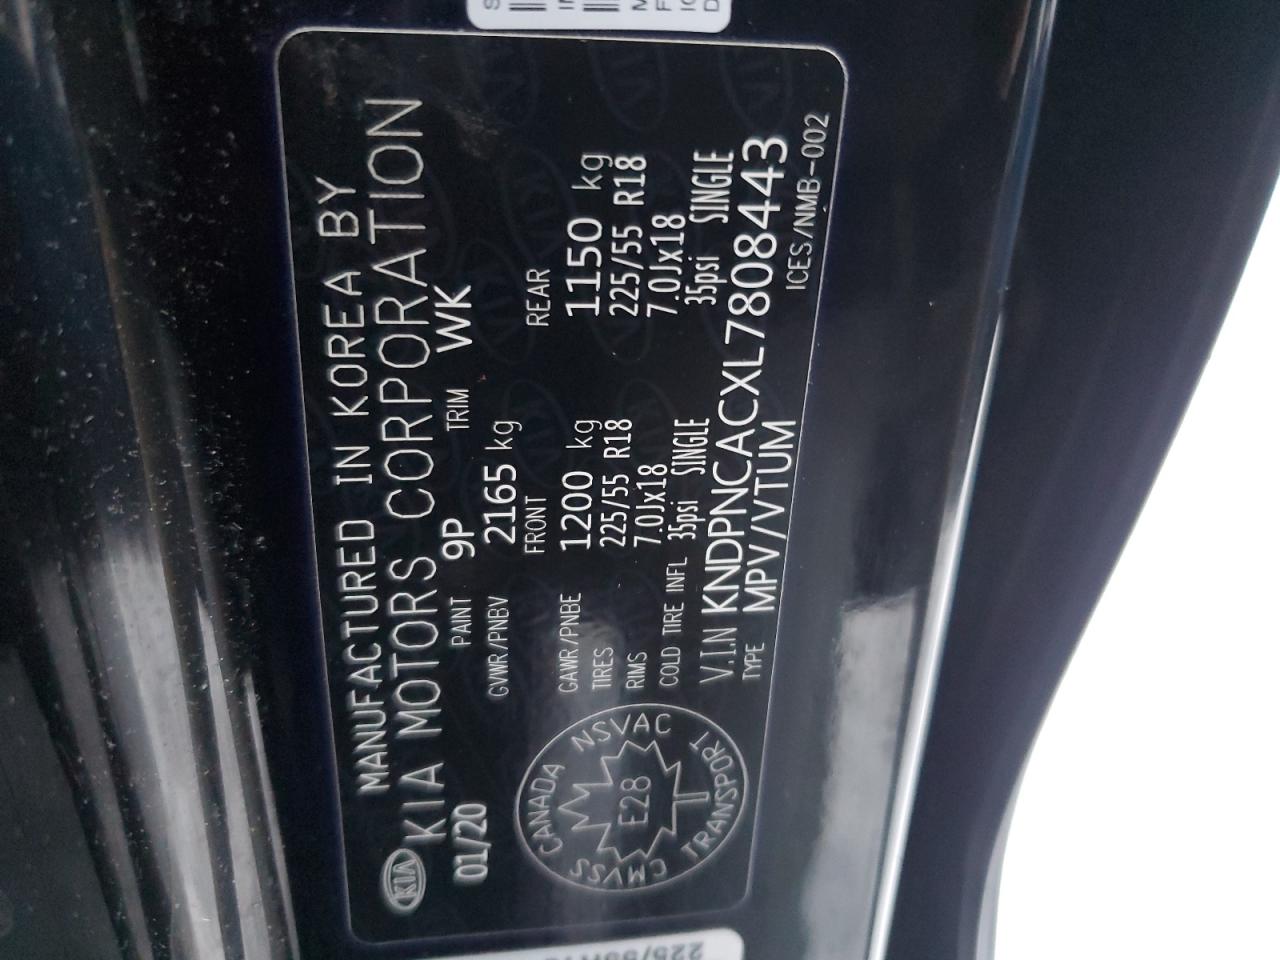 MANUFACTURED IN KOREA BY
KIA KIA MOTORS CORPORATION
01/20 PAINT 9P TRIM WK
GVWR/PNBV 2165 kg
FRONT REAR
GAWR/PNBE 1200 kg 1150 kg
TIRES 225/55 R18 225/55 R18
RIMS 7.0Jx18 7.0Jx18
COLD TIRE INFL 35psi SINGLE 35psi SINGLE
V.I.N KNDPNCACXL7808443
TYPE MPV/VTUM ICES/NMB-002
CANADA NSVAC
E28
CMVSS TRANSPORT